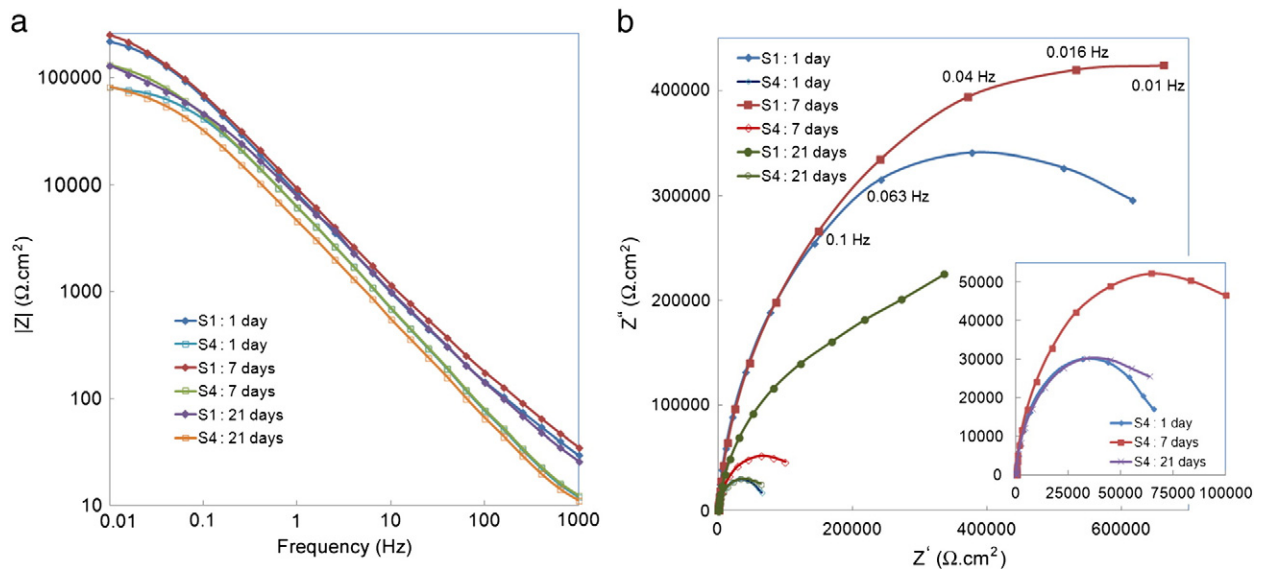 a
100000
10000
1000
100
10
|Z| (Ω.cm²)
S1 : 1 day
S4 : 1 day
S1 : 7 days
S4 : 7 days
S1 : 21 days
S4 : 21 days
0.01
0.1
1
10
100
1000
Frequency (Hz)
b
400000
300000
200000
100000
0
Z" (Ω.cm²)
S1 : 1 day
S4 : 1 day
S1 : 7 days
S4 : 7 days
S1 : 21 days
S4 : 21 days
0.016 Hz
0.04 Hz
0.01 Hz
0.063 Hz
0.1 Hz
50000
40000
30000
20000
10000
0
S4 : 1 day
S4 : 7 days
S4 : 21 days
0
25000
50000
75000
100000
0
200000
400000
600000
Z' (Ω.cm²)